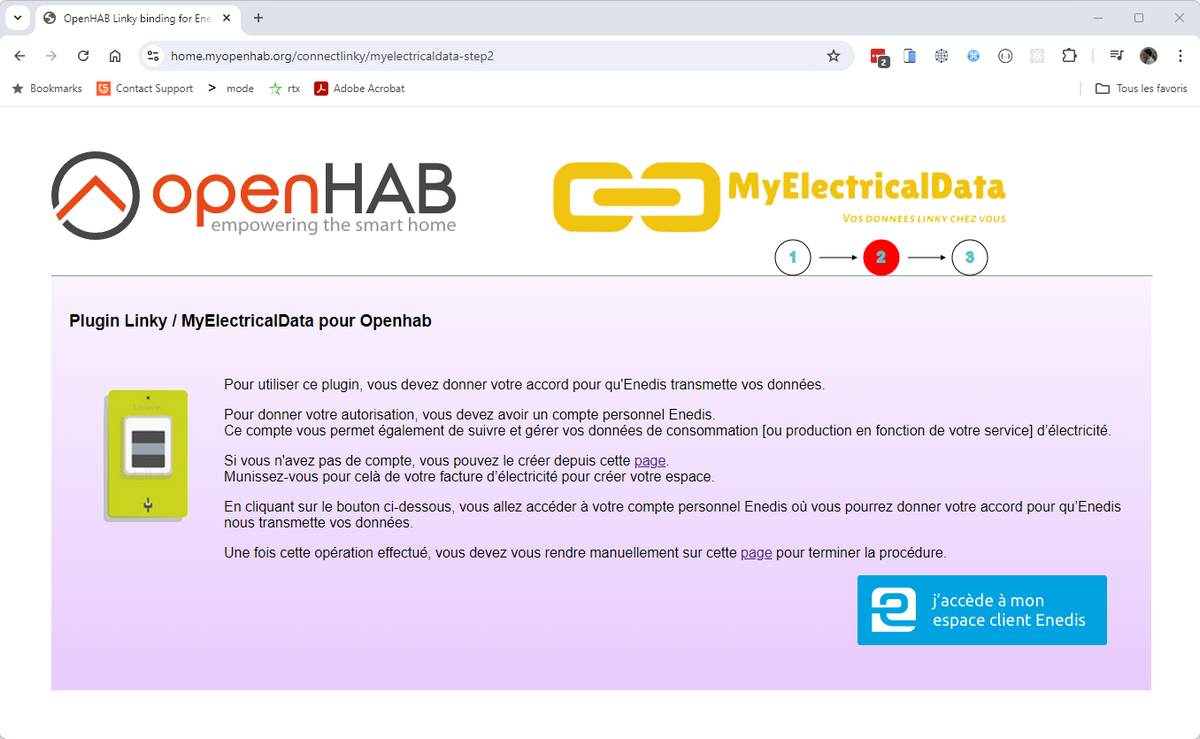 OpenHAB Linky binding for Ene
home.myopenhab.org/connectlinky/myelectricaldata-step2
2
Bookmarks
Contact Support
> mode
rtx
Adobe Acrobat
Tous les favoris
openHAB
empowering the smart home
MyElectricalData
VOS DONNEES LINKY CHEZ VOUS
1 2 3
Plugin Linky / MyElectricalData pour Openhab
Pour utiliser ce plugin, vous devez donner votre accord pour qu'Enedis transmette vos données.
Pour donner votre autorisation, vous devez avoir un compte personnel Enedis.
Ce compte vous permet également de suivre et gérer vos données de consommation [ou production en fonction de votre service] d’électricité.
Si vous n'avez pas de compte, vous pouvez le créer depuis cette page.
Munissez-vous pour celà de votre facture d’électricité pour créer votre espace.
En cliquant sur le bouton ci-dessous, vous allez accéder à votre compte personnel Enedis où vous pourrez donner votre accord pour qu’Enedis
nous transmette vos données.
Une fois cette opération effectué, vous devez vous rendre manuellement sur cette page pour terminer la procédure.
j’accède à mon
espace client Enedis